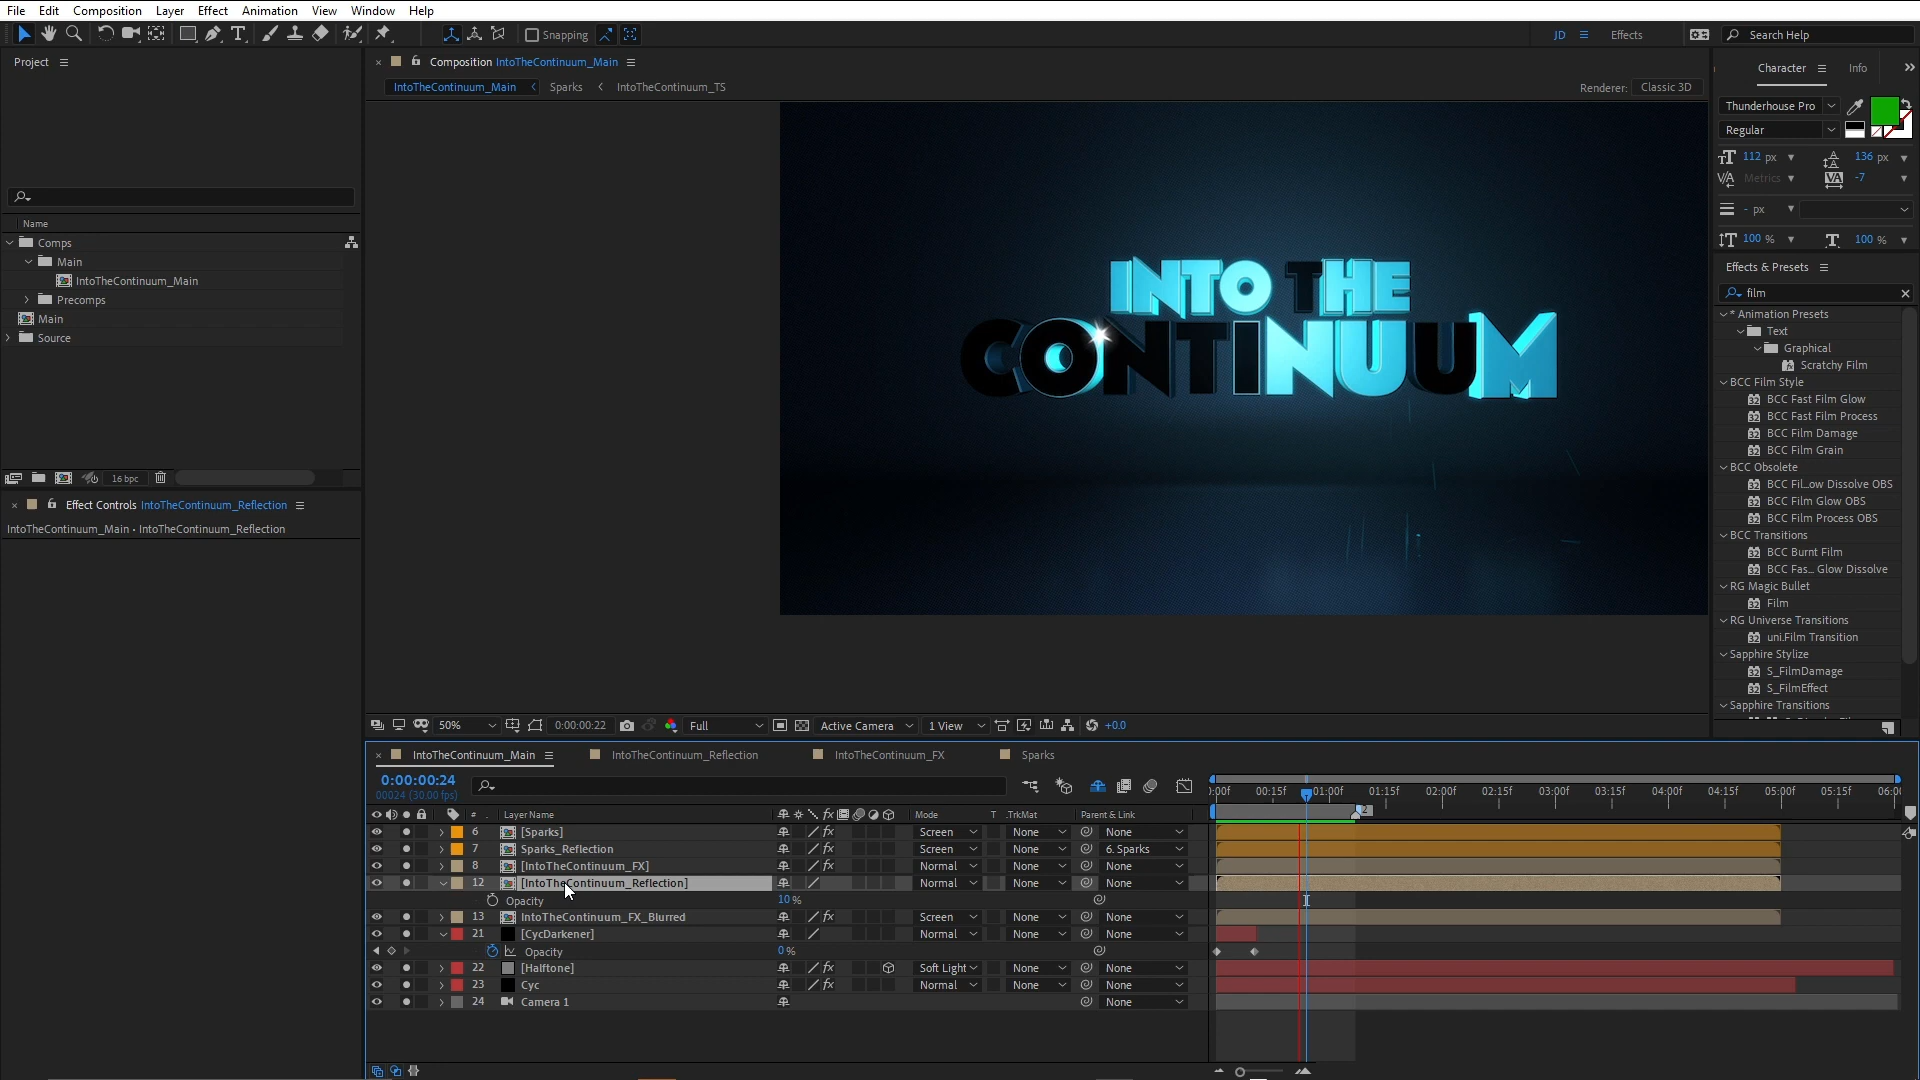 File Edit Composition Layer Effect Animation View Window Help
Snapping
JD
Effects
Search Help
Project
Composition IntoTheContinuum_Main
IntoTheContinuum_Main Sparks IntoTheContinuum_TS
Renderer: Classic 3D
Name
Comps
Main
IntoTheContinuum_Main
Precomps
Main
Source
16 bpc
Effect Controls IntoTheContinuum_Reflection
IntoTheContinuum_Main • IntoTheContinuum_Reflection
INTO THE
CONTINUUM
50% 0:00:00:22 Full Active Camera 1 View +0.0
Character Info
Thunderhouse Pro
Regular
112 px 136 px
Metrics -7
- px
100 % 100 %
Effects & Presets
film
* Animation Presets
Text
Graphical
Scratchy Film
BCC Film Style
BCC Fast Film Glow
BCC Fast Film Process
BCC Film Damage
BCC Film Grain
BCC Obsolete
BCC Fil...ow Dissolve OBS
BCC Film Glow OBS
BCC Film Process OBS
BCC Transitions
BCC Burnt Film
BCC Fas... Glow Dissolve
RG Magic Bullet
Film
RG Universe Transitions
uni.Film Transition
Sapphire Stylize
S_FilmDamage
S_FilmEffect
Sapphire Transitions
IntoTheContinuum_Main IntoTheContinuum_Reflection IntoTheContinuum_FX Sparks
0:00:00:24
00024 (30.00 fps)
:00f 00:15f 01:00f 01:15f 02:00f 02:15f 03:00f 03:15f 04:00f 04:15f 05:00f 05:15f 06:00
# Layer Name Mode T .TrkMat Parent & Link
2
6 [Sparks] Screen None None
7 Sparks_Reflection Screen None 6. Sparks
8 [IntoTheContinuum_FX] Normal None None
12 [IntoTheContinuum_Reflection] Normal None None
Opacity 10 %
13 IntoTheContinuum_FX_Blurred Screen None None
21 [CycDarkener] Normal None None
Opacity 0 %
22 [Halftone] Soft Light None None
23 Cyc Normal None None
24 Camera 1 None